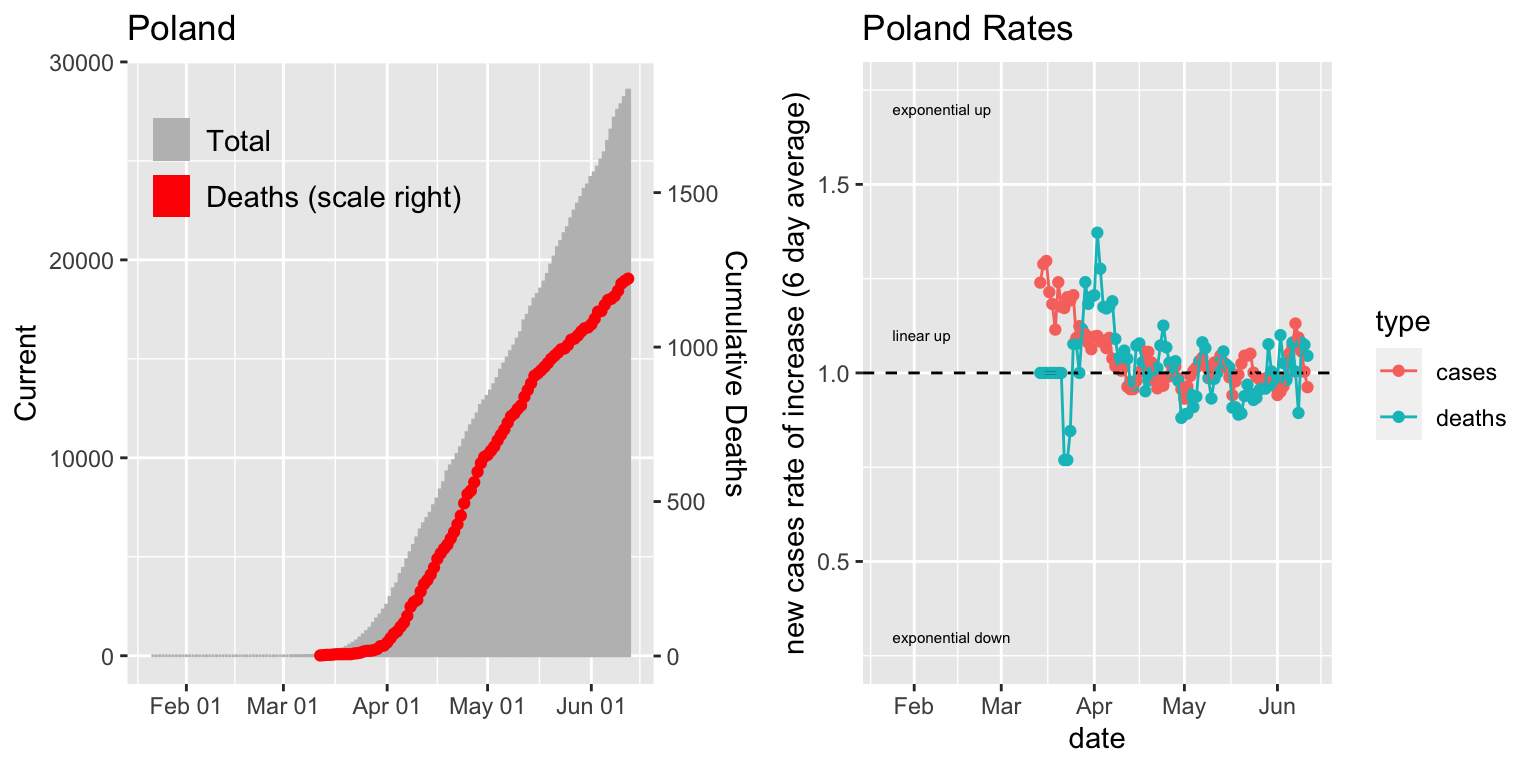 Poland
Current
30000
20000
10000
0
Total
Deaths (scale right)
1500
1000
500
0
Cumulative Deaths
Feb 01 Mar 01 Apr 01 May 01 Jun 01
Poland Rates
new cases rate of increase (6 day average)
1.5
1.0
0.5
exponential up
linear up
exponential down
Feb Mar Apr May Jun
date
type
cases
deaths